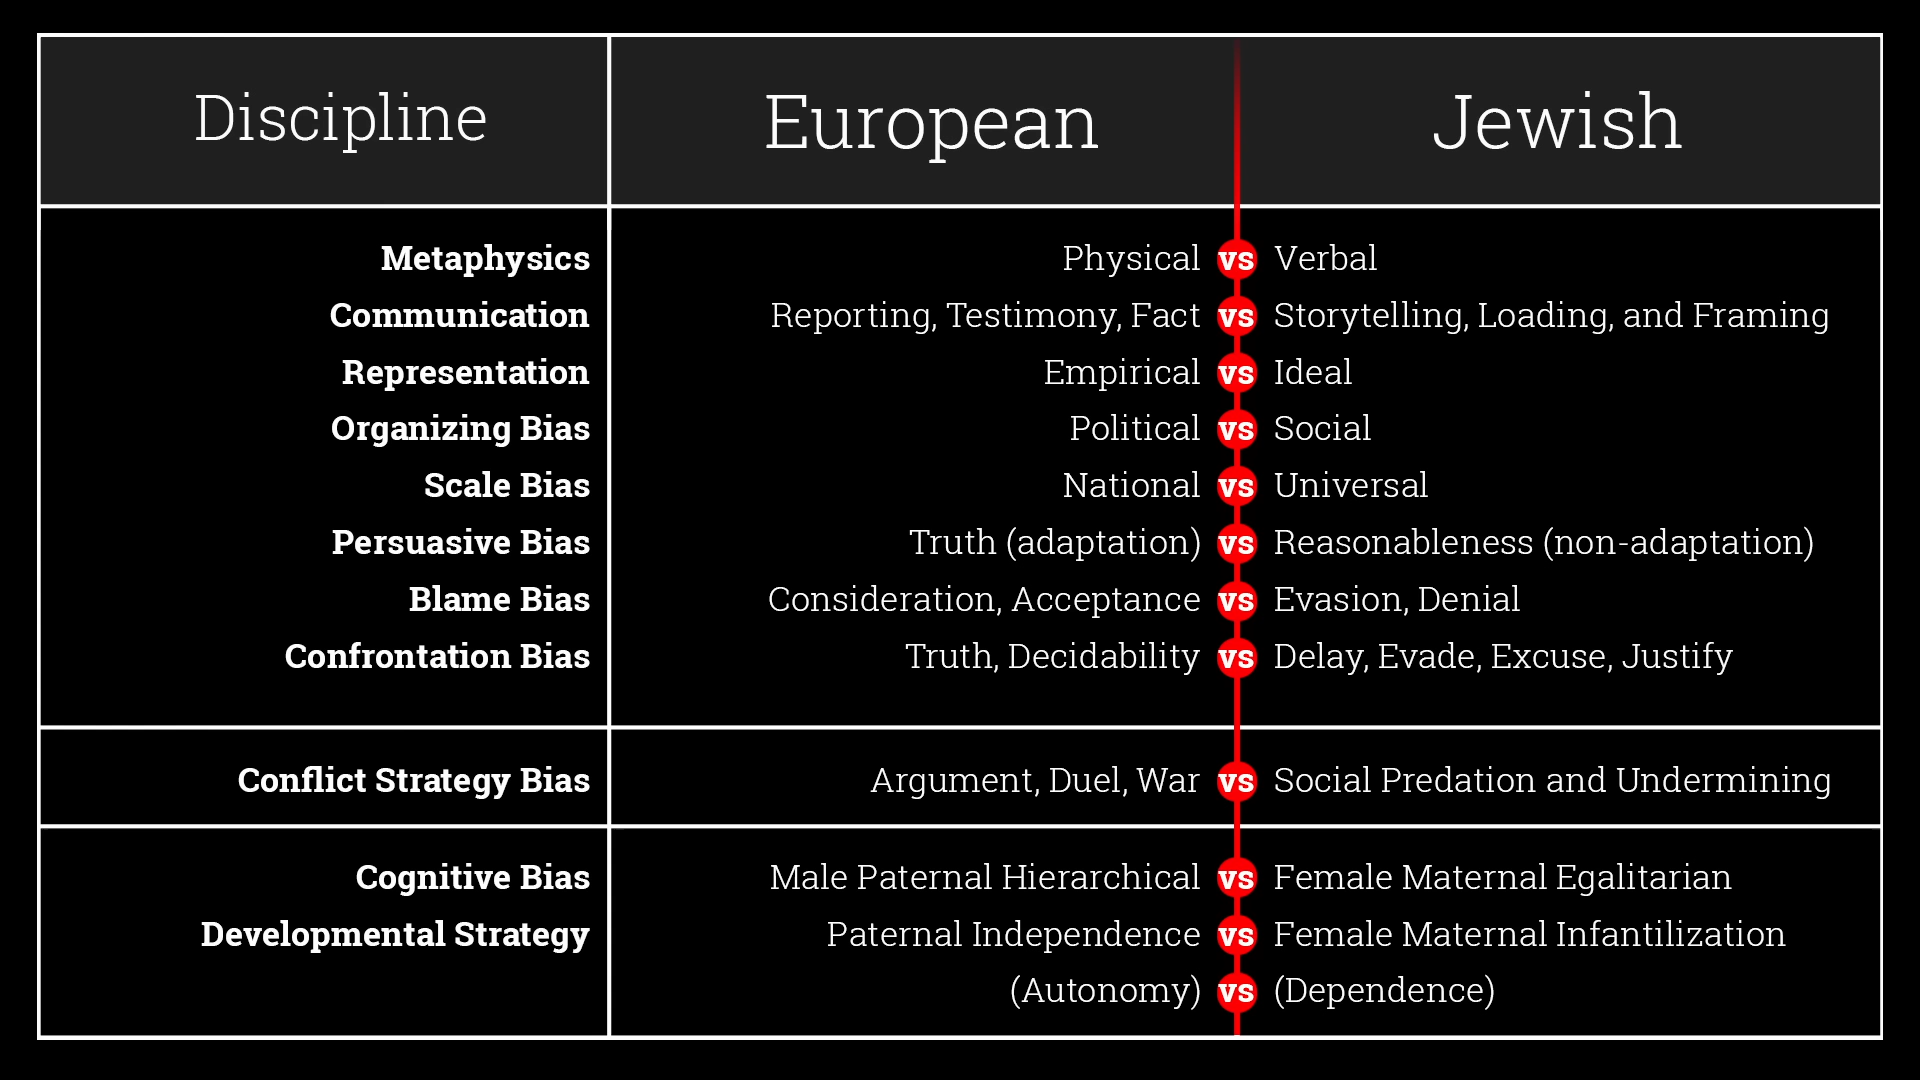 Discipline European Jewish
Metaphysics Physical vs Verbal
Communication Reporting, Testimony, Fact vs Storytelling, Loading, and Framing
Representation Empirical vs Ideal
Organizing Bias Political vs Social
Scale Bias National vs Universal
Persuasive Bias Truth (adaptation) vs Reasonableness (non-adaptation)
Blame Bias Consideration, Acceptance vs Evasion, Denial
Confrontation Bias Truth, Decidability vs Delay, Evade, Excuse, Justify
Conflict Strategy Bias Argument, Duel, War vs Social Predation and Undermining
Cognitive Bias Male Paternal Hierarchical vs Female Maternal Egalitarian
Developmental Strategy Paternal Independence vs Female Maternal Infantilization
(Autonomy) vs (Dependence)